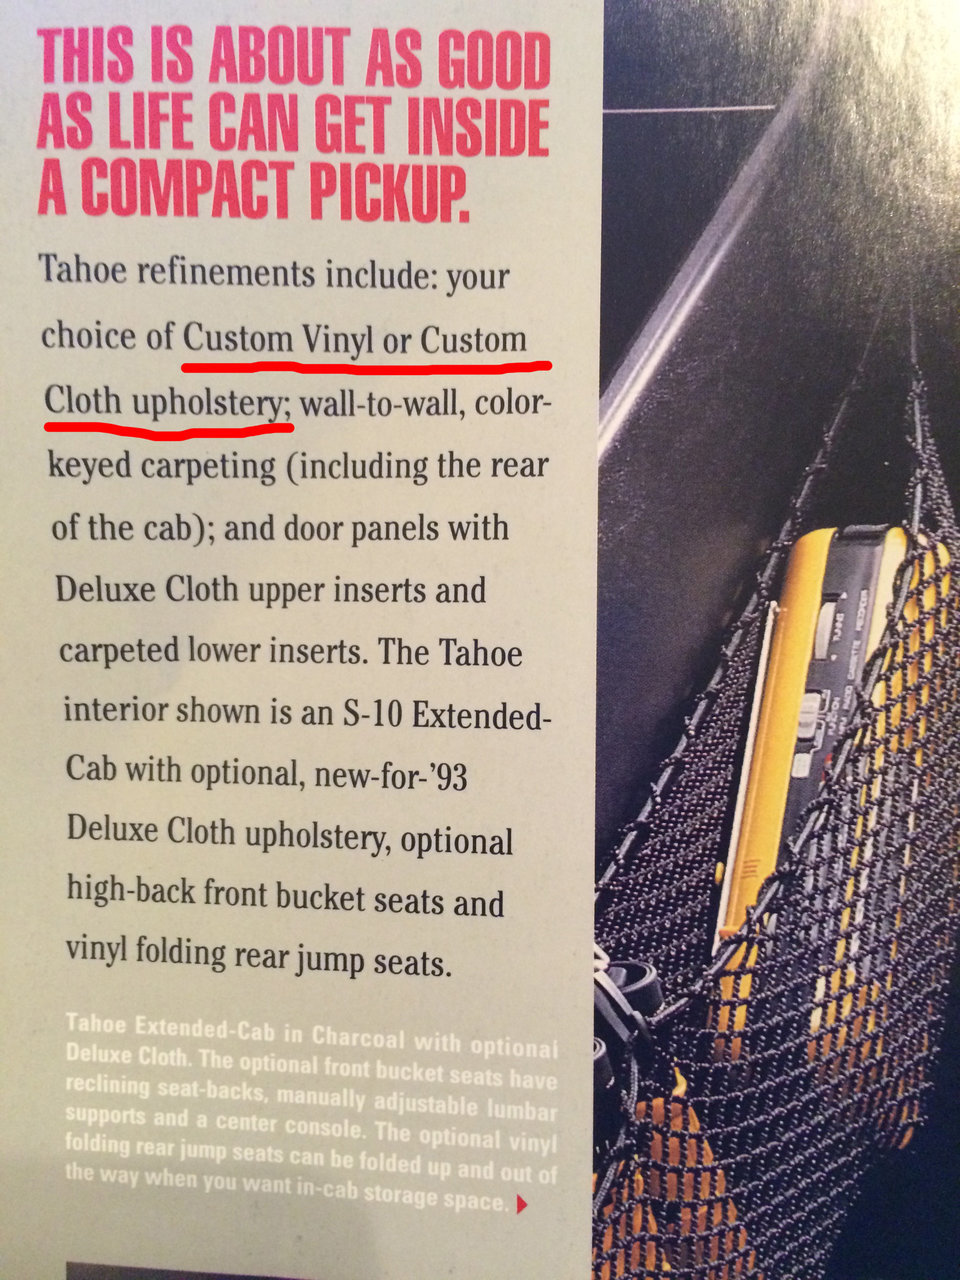 THIS IS ABOUT AS GOOD
AS LIFE CAN GET INSIDE
A COMPACT PICKUP.
Tahoe refinements include: your
choice of Custom Vinyl or Custom
Cloth upholstery; wall-to-wall, color-
keyed carpeting (including the rear
of the cab); and door panels with
Deluxe Cloth upper inserts and
carpeted lower inserts. The Tahoe
interior shown is an S-10 Extended-
Cab with optional, new-for-'93
Deluxe Cloth upholstery, optional
high-back front bucket seats and
vinyl folding rear jump seats.
Tahoe Extended-Cab in Charcoal with optional
Deluxe Cloth. The optional front bucket seats have
reclining seat-backs, manually adjustable lumbar
supports and a center console. The optional vinyl
folding rear jump seats can be folded up and out of
the way when you want in-cab storage space.
TUNING